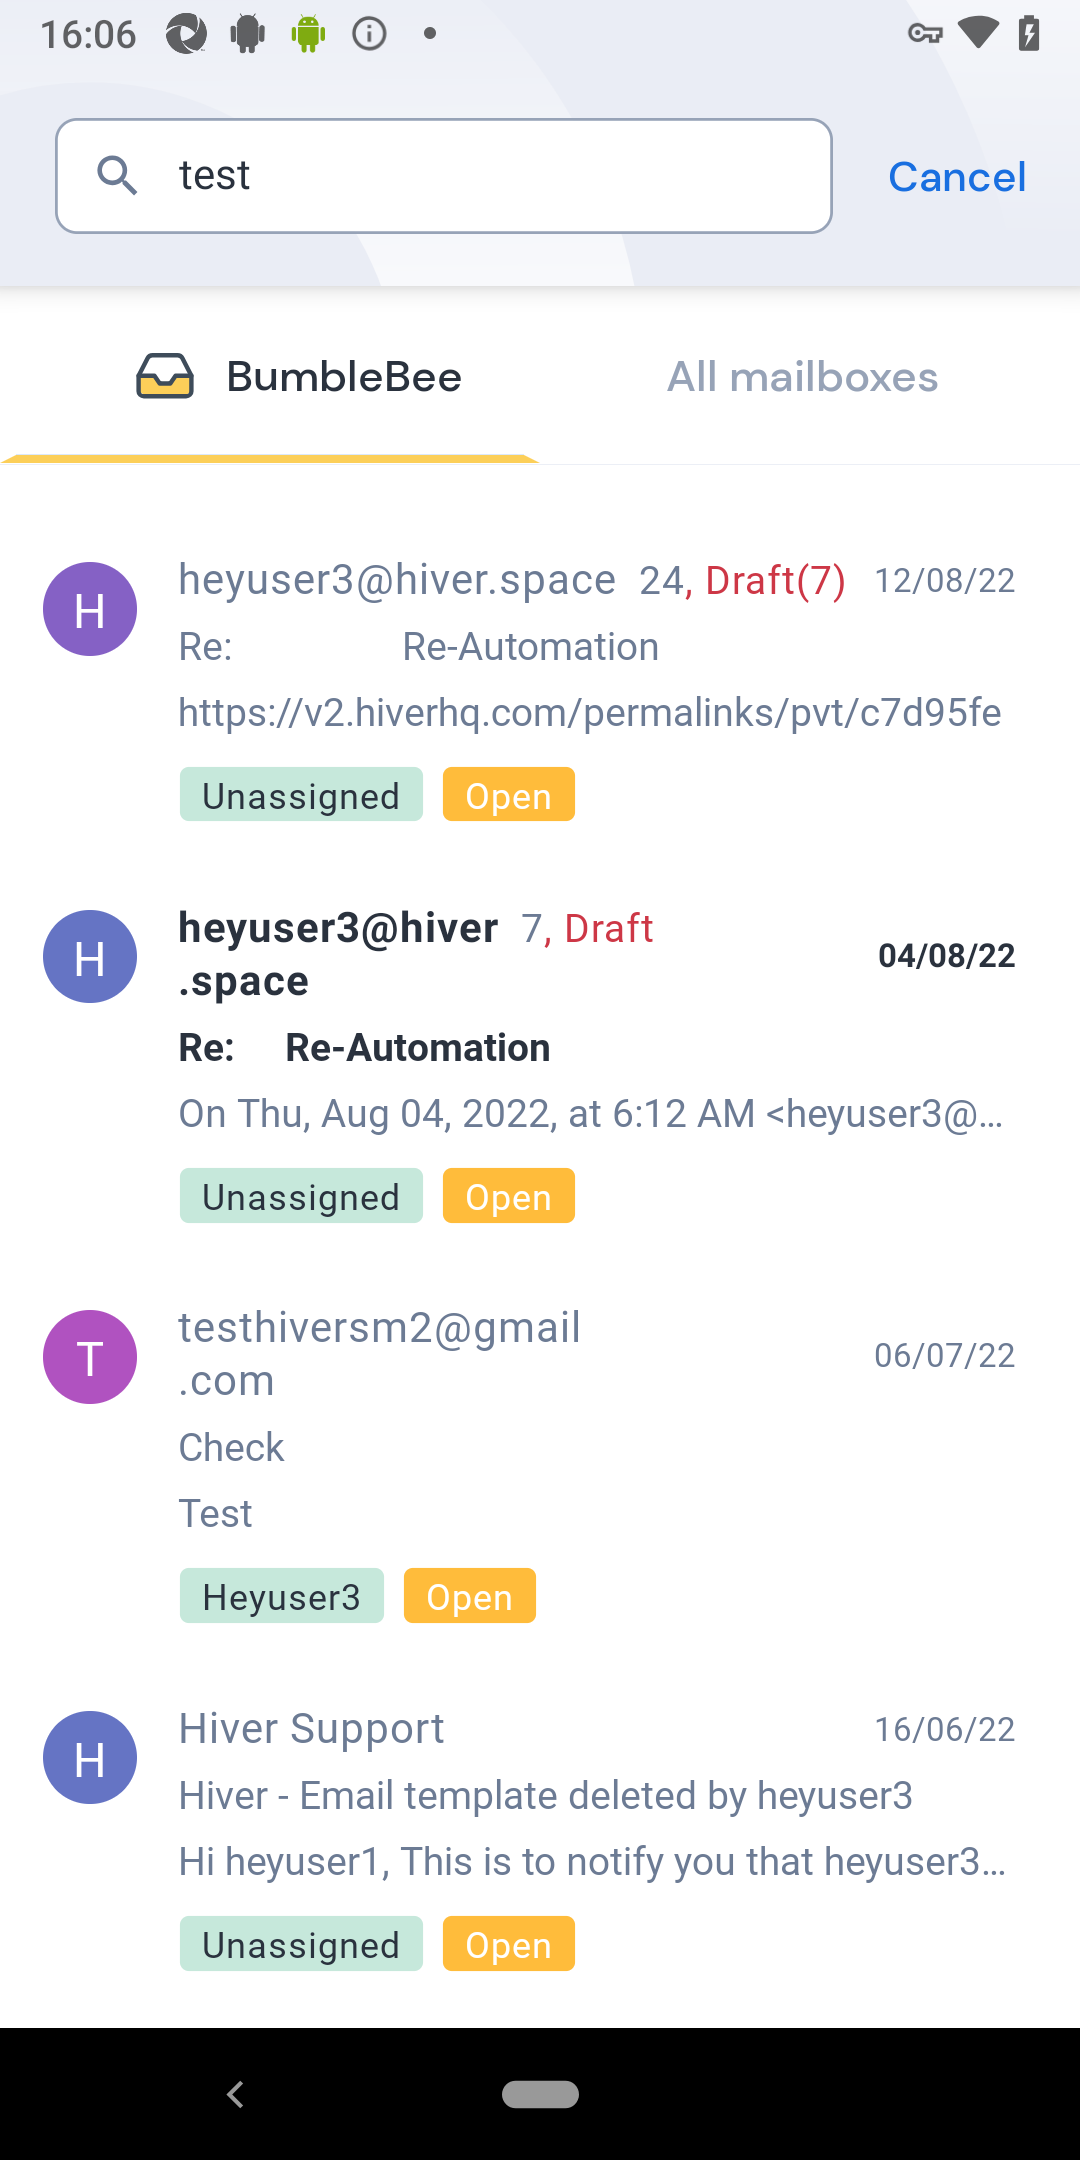 16:06
test
Cancel
BumbleBee
All mailboxes
H
heyuser3@hiver.space 24, Draft(7) 12/08/22
Re: Re-Automation
https://v2.hiverhq.com/permalinks/pvt/c7d95fe
Unassigned Open
H
heyuser3@hiver 7, Draft
.space
04/08/22
Re: Re-Automation
On Thu, Aug 04, 2022, at 6:12 AM <heyuser3@...
Unassigned Open
T
testhiversm2@gmail
.com
06/07/22
Check
Test
Heyuser3 Open
H
Hiver Support 16/06/22
Hiver - Email template deleted by heyuser3
Hi heyuser1, This is to notify you that heyuser3...
Unassigned Open